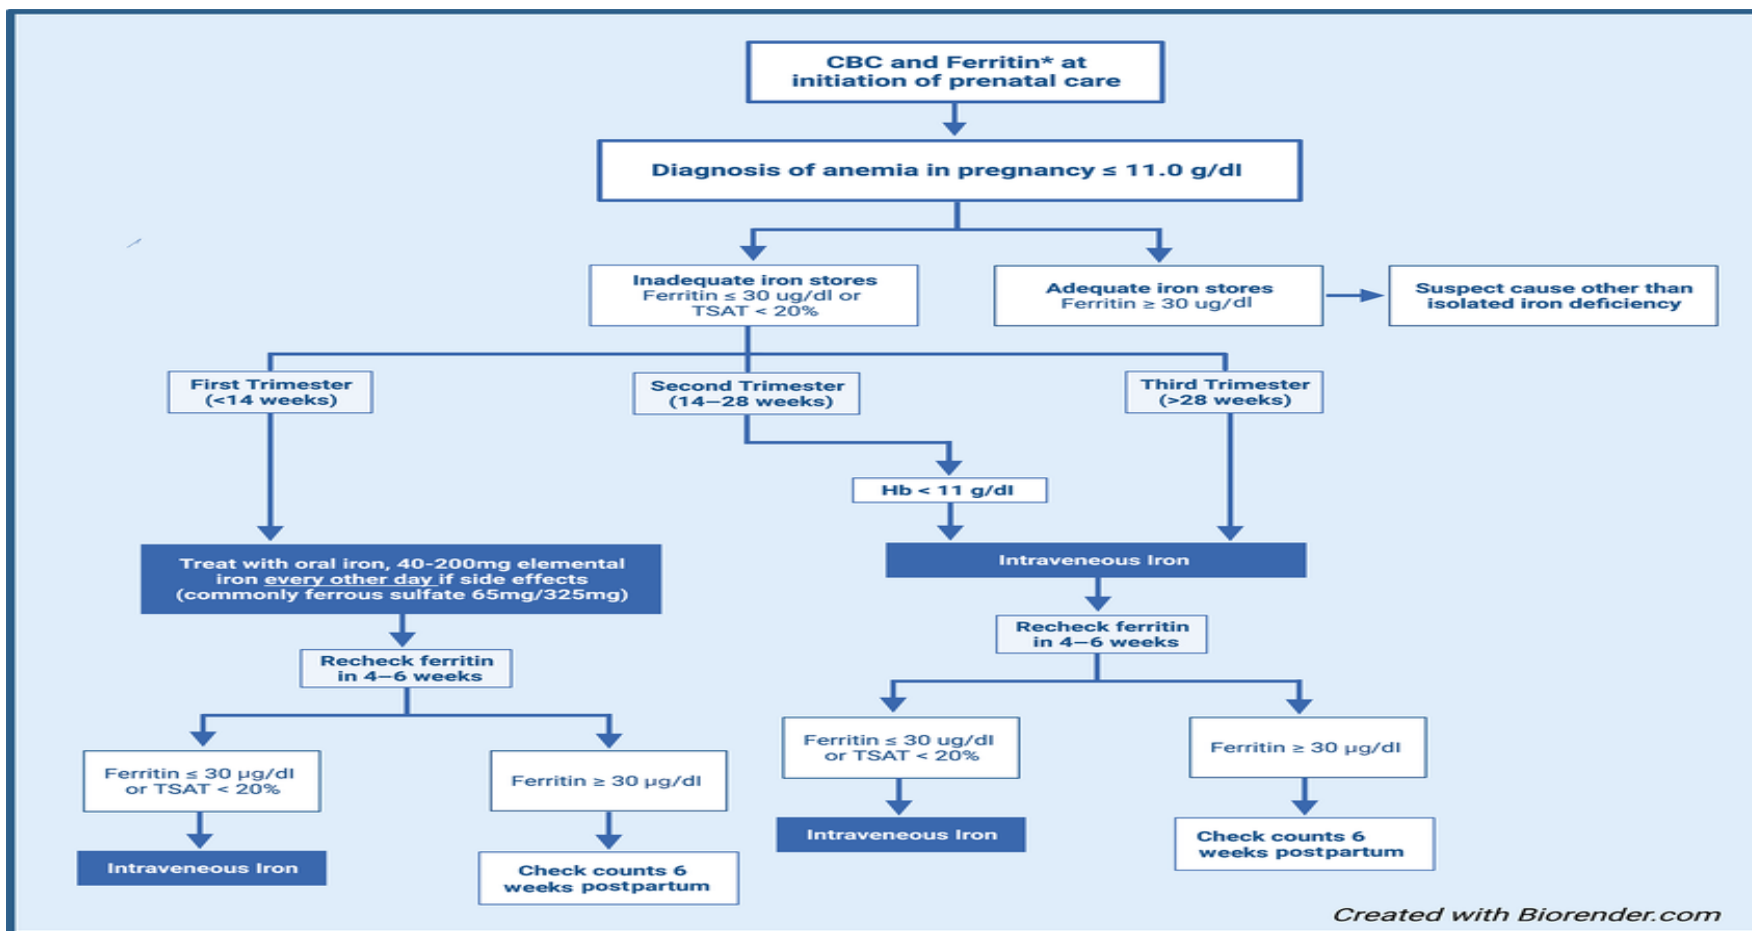 CBC and Ferritin* at
initiation of prenatal care
Diagnosis of anemia in pregnancy ≤ 11.0 g/dl
Inadequate iron stores
Ferritin ≤ 30 ug/dl or
TSAT < 20%
Adequate iron stores
Ferritin ≥ 30 ug/dl
Suspect cause other than
isolated iron deficiency
First Trimester
(<14 weeks)
Second Trimester
(14–28 weeks)
Third Trimester
(>28 weeks)
Hb < 11 g/dl
Treat with oral iron, 40-200mg elemental
iron every other day if side effects
(commonly ferrous sulfate 65mg/325mg)
Intraveneous Iron
Recheck ferritin
in 4–6 weeks
Recheck ferritin
in 4–6 weeks
Ferritin ≤ 30 µg/dl
or TSAT < 20%
Ferritin ≥ 30 µg/dl
Ferritin ≤ 30 ug/dl
or TSAT < 20%
Ferritin ≥ 30 µg/dl
Intraveneous Iron
Check counts 6
weeks postpartum
Intraveneous Iron
Check counts 6
weeks postpartum
Created with Biorender.com